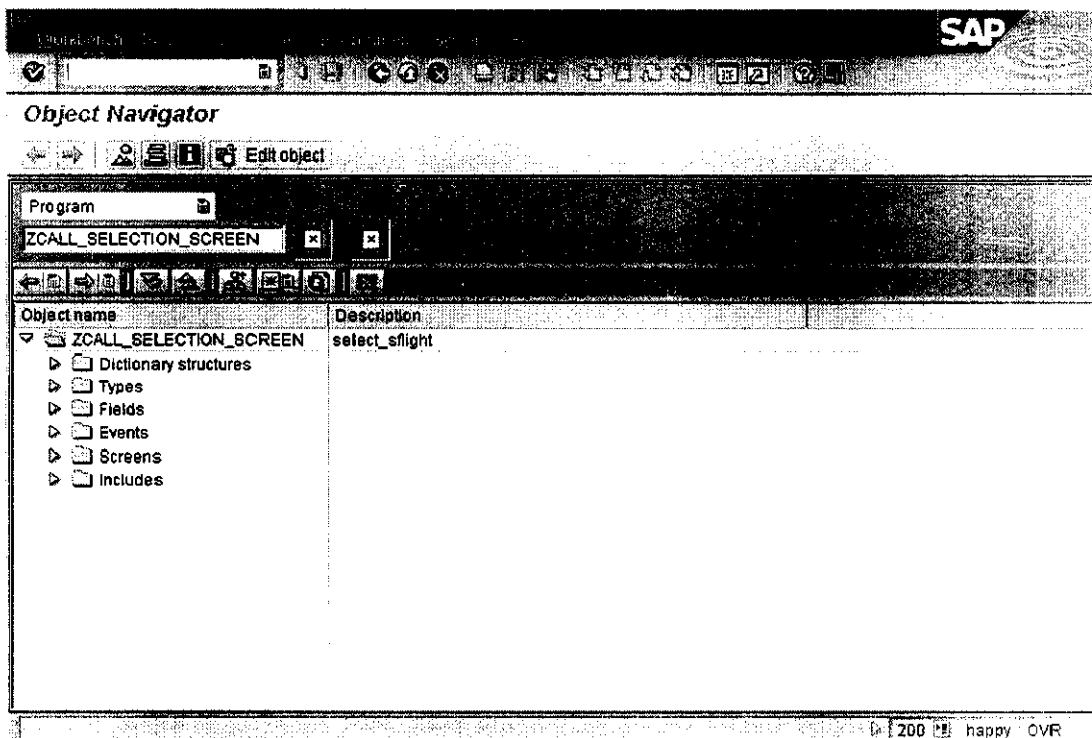 SAP
Object Navigator
Edit object
Program
ZCALL_SELECTION_SCREEN
Object name Description
ZCALL_SELECTION_SCREEN select_sflight
Dictionary structures
Types
Fields
Events
Screens
Includes
200 happy OVR